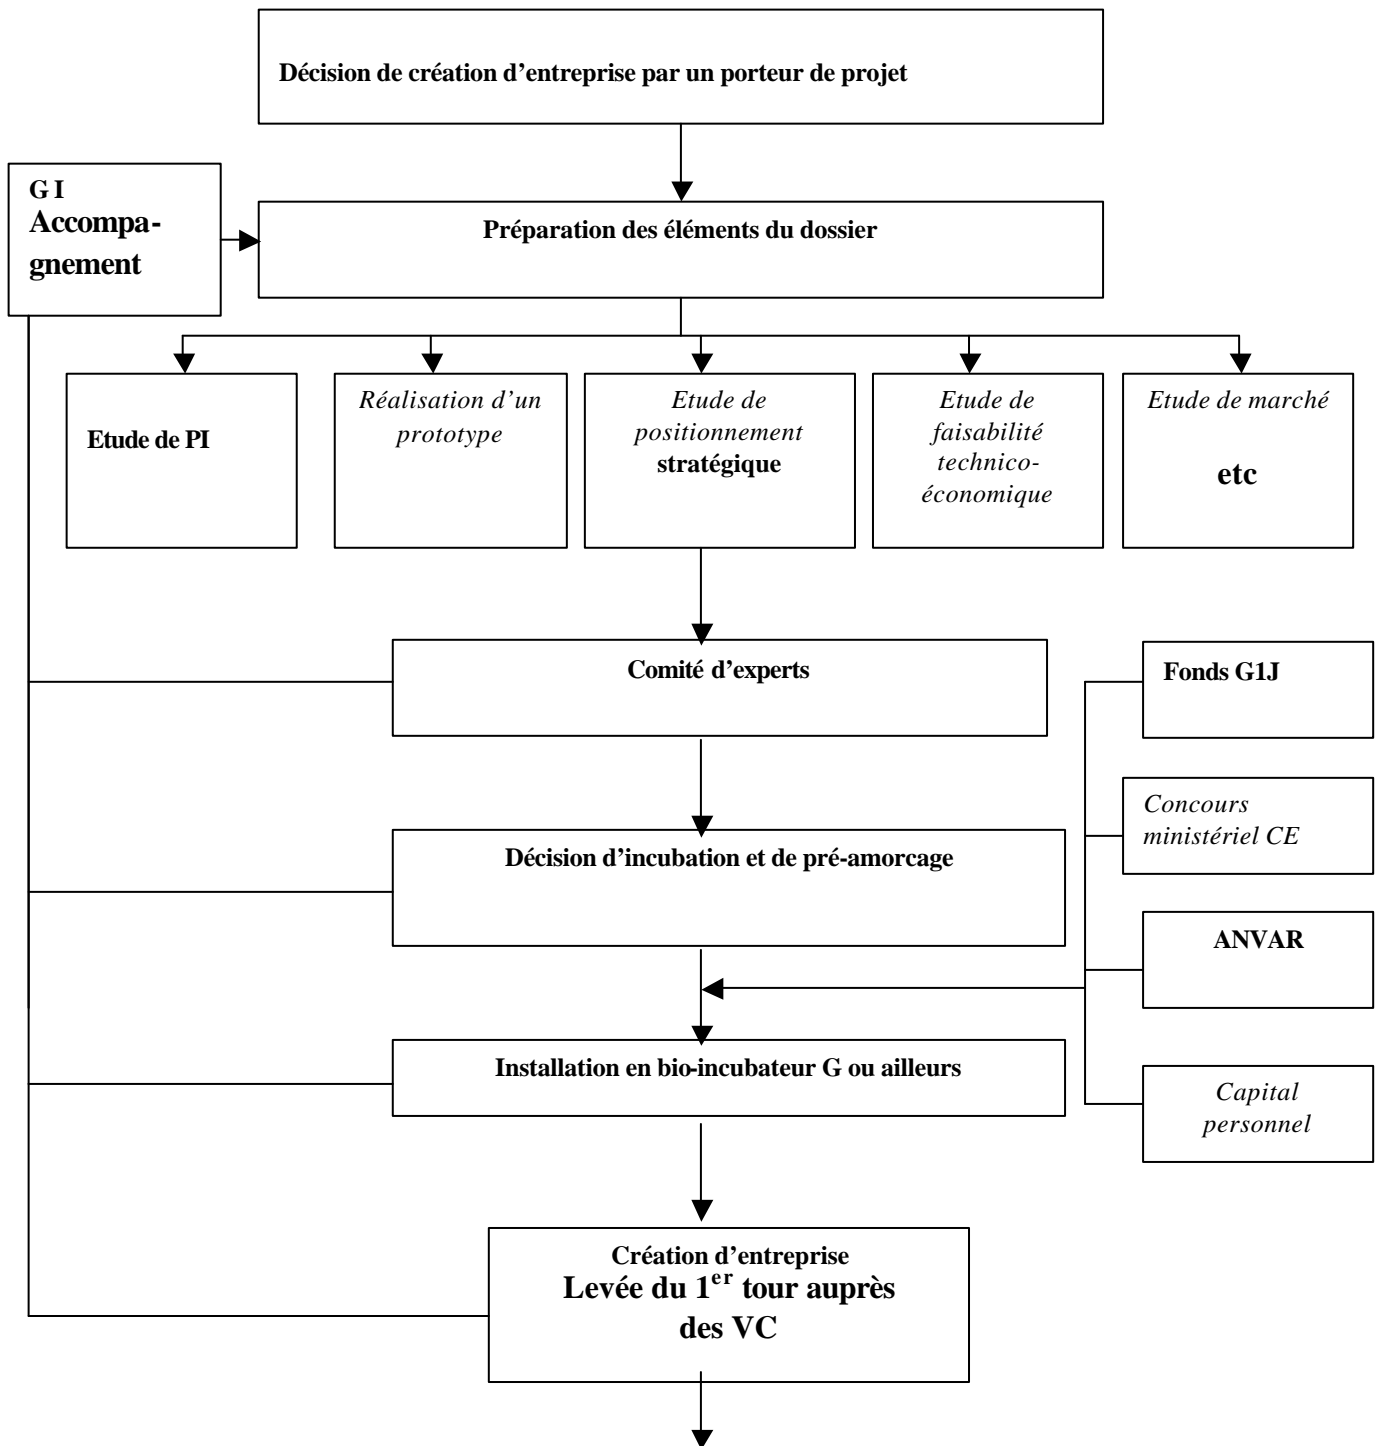 Décision de création d’entreprise par un porteur de projet
G I
Accompa-
gnement
Préparation des éléments du dossier
Etude de PI
Réalisation d’un
prototype
Etude de
positionnement
stratégique
Etude de
faisabilité
technico-
économique
Etude de marché
etc
Comité d’experts
Fonds G1J
Concours
ministériel CE
Décision d’incubation et de pré-amorcage
ANVAR
Installation en bio-incubateur G ou ailleurs
Capital
personnel
Création d’entreprise
Levée du 1er tour auprès
des VC